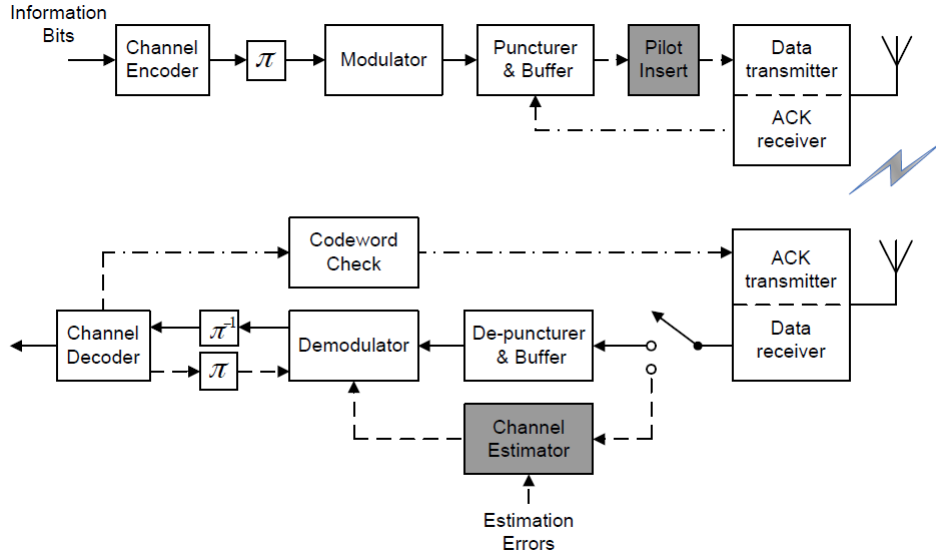 Information
Bits
Channel
Encoder
π
Modulator
Puncturer
& Buffer
Pilot
Insert
Data
transmitter
ACK
receiver
Codeword
Check
ACK
transmitter
Data
receiver
Channel
Decoder
π⁻¹
π
Demodulator
De-puncturer
& Buffer
Channel
Estimator
Estimation
Errors